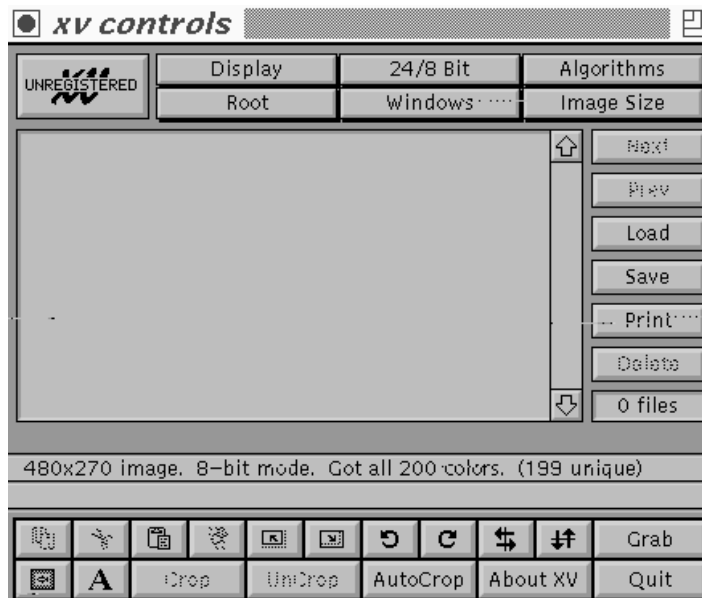 xv controls
UNREGISTERED
Display 24/8 Bit Algorithms
Root Windows Image Size
Next
Prev
Load
Save
Print
Delete
0 files
480x270 image. 8-bit mode. Got all 200 colors. (199 unique)
Grab
A Crop UnCrop AutoCrop About XV Quit